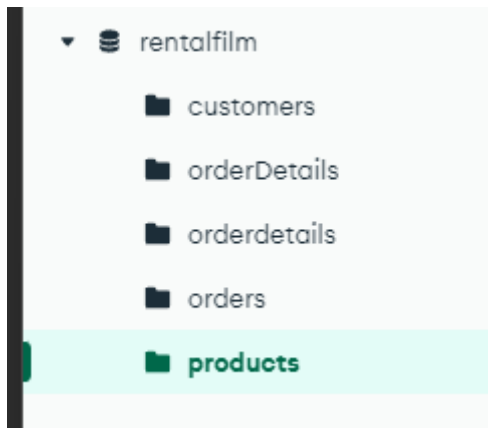 rentalfilm
customers
orderDetails
orderdetails
orders
products